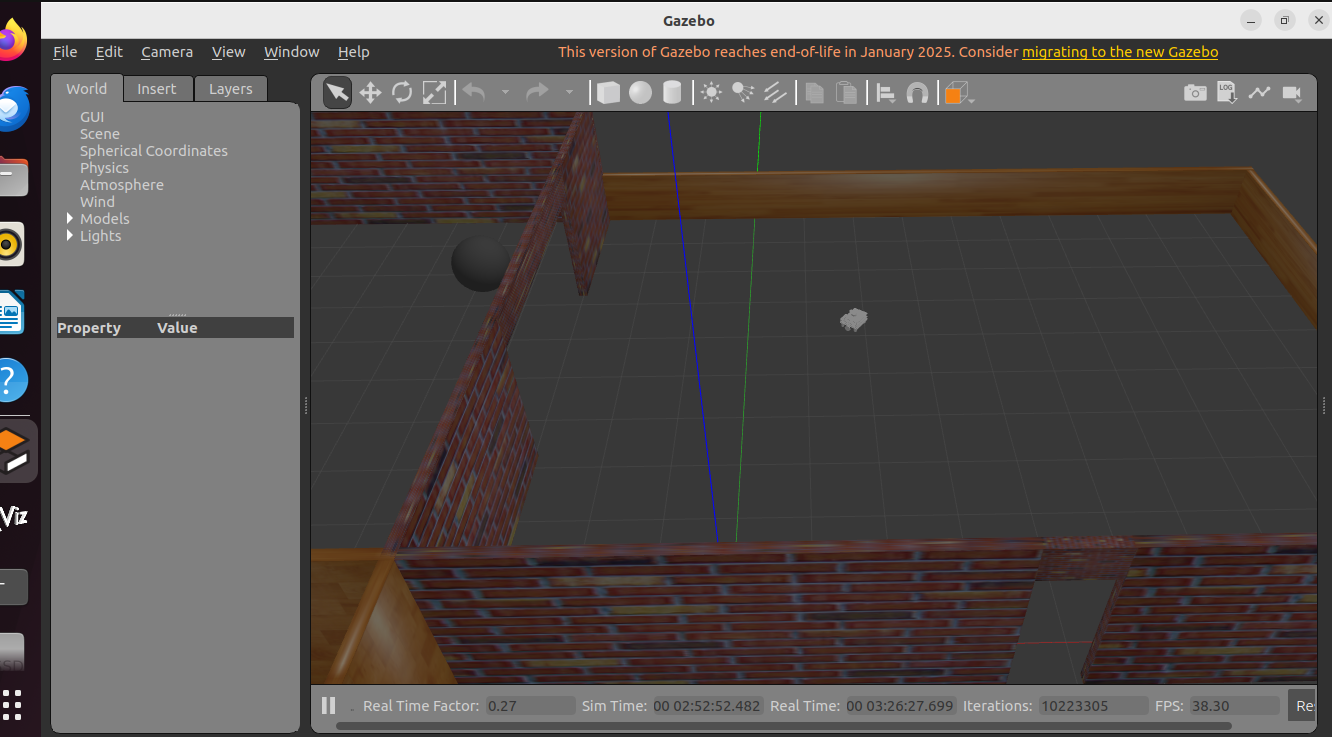 Gazebo
File Edit Camera View Window Help
This version of Gazebo reaches end-of-life in January 2025. Consider migrating to the new Gazebo
World Insert Layers
LOG
GUI
Scene
Spherical Coordinates
Physics
Atmosphere
Wind
Models
Lights
Property Value
Viz
Real Time Factor: 0.27 Sim Time: 00 02:52:52.482 Real Time: 00 03:26:27.699 Iterations: 10223305 FPS: 38.30 Re